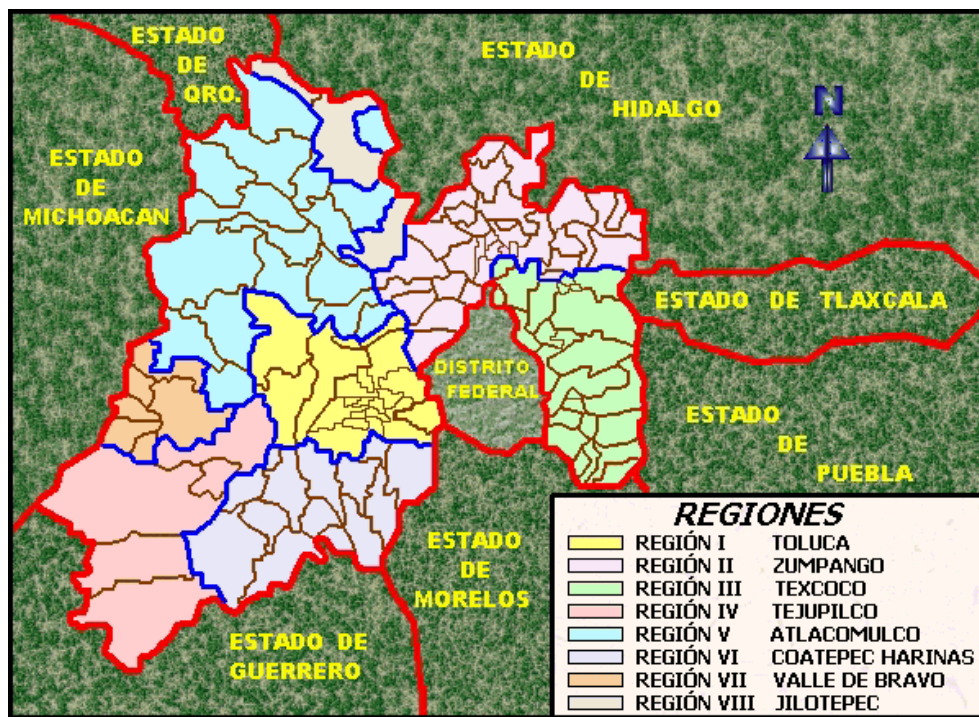 ESTADO
DE
QRO.
ESTADO
DE
HIDALGO
N
ESTADO
DE
MICHOACAN
ESTADO DE TLAXCALA
DISTRITO
FEDERAL
ESTADO
DE
PUEBLA
ESTADO
DE
MORELOS
ESTADO DE
GUERRERO
REGIONES
REGIÓN I TOLUCA
REGIÓN II ZUMPANGO
REGIÓN III TEXCOCO
REGIÓN IV TEJUPILCO
REGIÓN V ATLACOMULCO
REGIÓN VI COATEPEC HARINAS
REGIÓN VII VALLE DE BRAVO
REGIÓN VIII JILOTEPEC